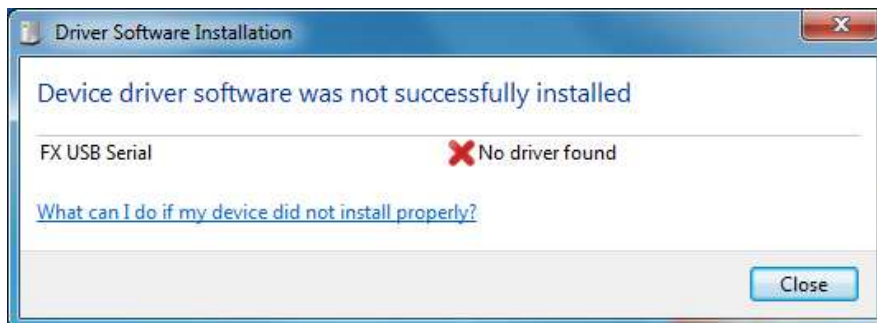 Driver Software Installation
Device driver software was not successfully installed
FX USB Serial No driver found
What can I do if my device did not install properly?
Close